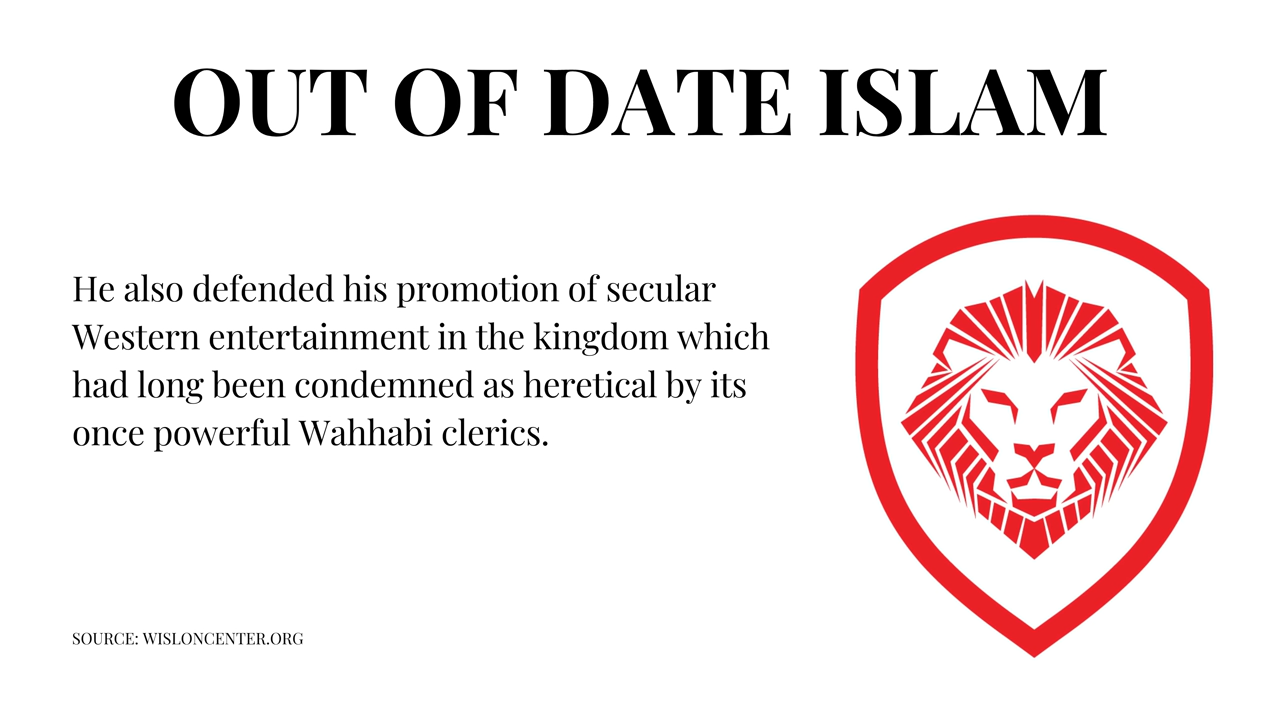 OUT OF DATE ISLAM
He also defended his promotion of secular
Western entertainment in the kingdom which
had long been condemned as heretical by its
once powerful Wahhabi clerics.
SOURCE: WISLONCENTER.ORG